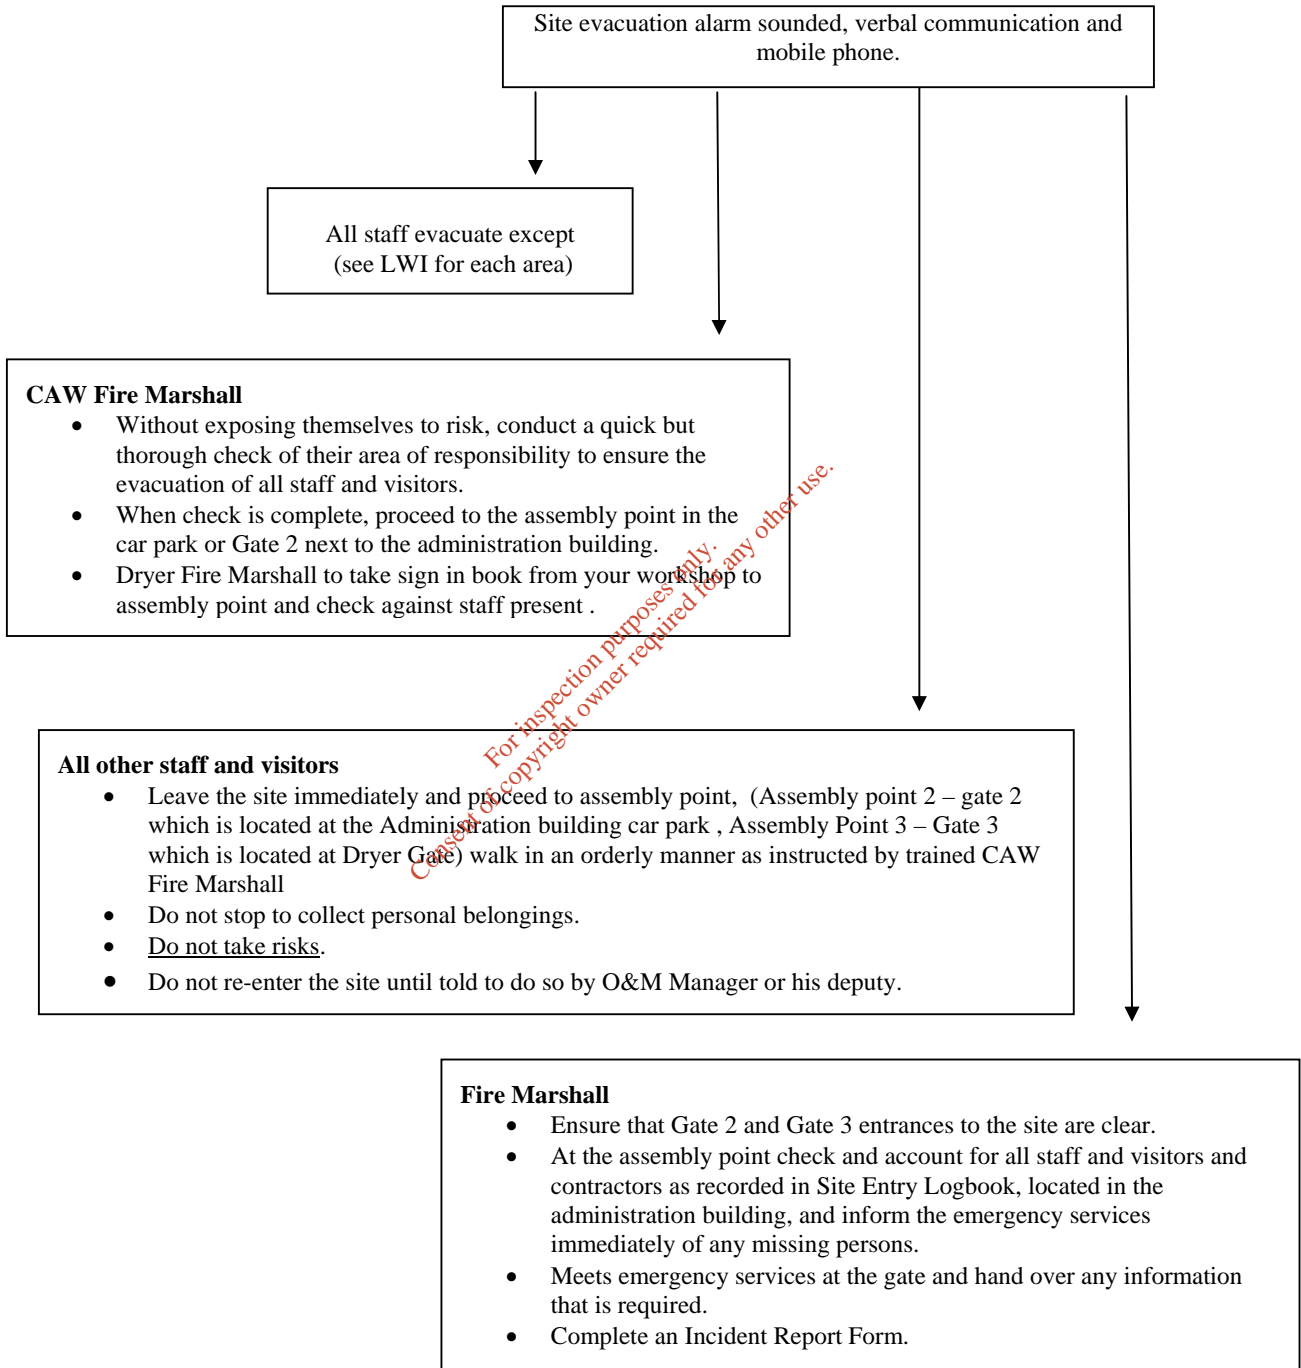 Site evacuation alarm sounded, verbal communication and
mobile phone.
All staff evacuate except
(see LWI for each area)
CAW Fire Marshall
• Without exposing themselves to risk, conduct a quick but
thorough check of their area of responsibility to ensure the
evacuation of all staff and visitors.
• When check is complete, proceed to the assembly point in the
car park or Gate 2 next to the administration building.
• Dryer Fire Marshall to take sign in book from your workshop to
assembly point and check against staff present .
For inspection purposes only.
Consent of copyright owner required for any other use.
All other staff and visitors
• Leave the site immediately and proceed to assembly point, (Assembly point 2 – gate 2
which is located at the Administration building car park , Assembly Point 3 – Gate 3
which is located at Dryer Gate) walk in an orderly manner as instructed by trained CAW
Fire Marshall
• Do not stop to collect personal belongings.
• Do not take risks.
• Do not re-enter the site until told to do so by O&M Manager or his deputy.
Fire Marshall
• Ensure that Gate 2 and Gate 3 entrances to the site are clear.
• At the assembly point check and account for all staff and visitors and
contractors as recorded in Site Entry Logbook, located in the
administration building, and inform the emergency services
immediately of any missing persons.
• Meets emergency services at the gate and hand over any information
that is required.
• Complete an Incident Report Form.